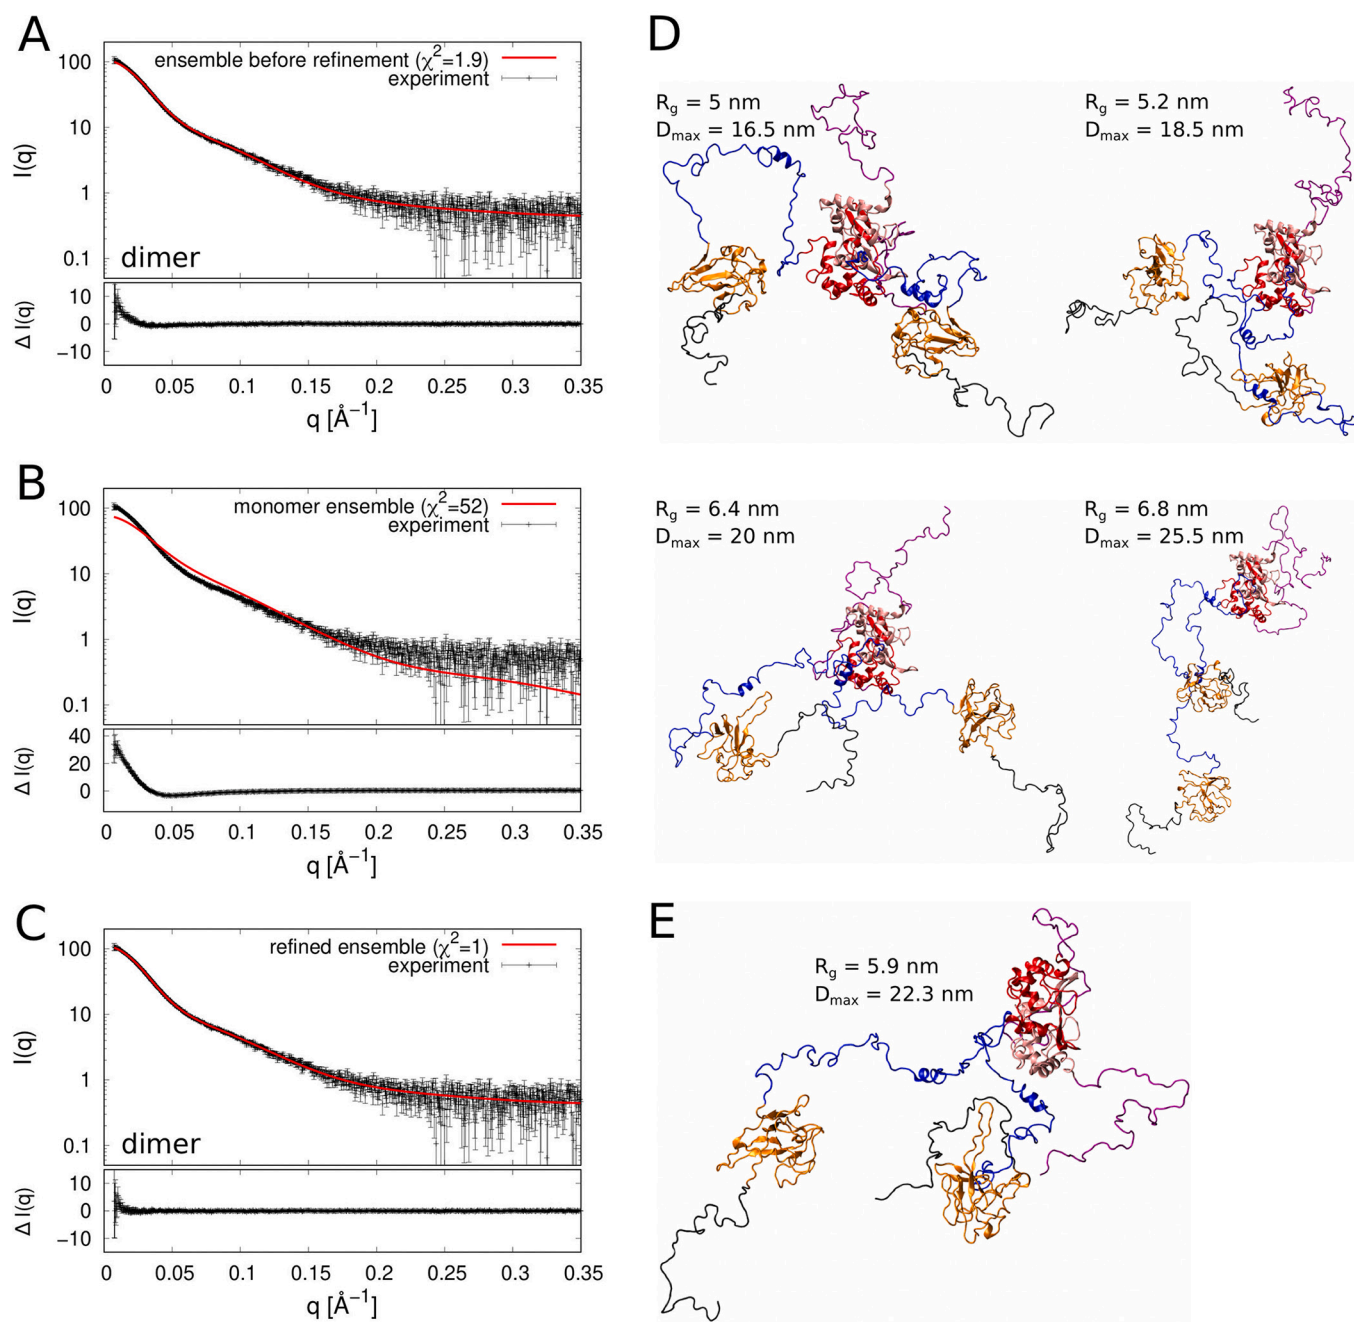 A
ensemble before refinement (χ²=1.9)
experiment
100
10
1
0.1
I(q)
dimer
10
0
−10
Δ I(q)
0 0.05 0.1 0.15 0.2 0.25 0.3 0.35
q [Å⁻¹]
B
monomer ensemble (χ²=52)
experiment
100
10
1
0.1
I(q)
40
20
0
Δ I(q)
0 0.05 0.1 0.15 0.2 0.25 0.3 0.35
q [Å⁻¹]
C
refined ensemble (χ²=1)
experiment
100
10
1
0.1
I(q)
dimer
10
0
−10
Δ I(q)
0 0.05 0.1 0.15 0.2 0.25 0.3 0.35
q [Å⁻¹]
D
Rg = 5 nm
Dmax = 16.5 nm
Rg = 5.2 nm
Dmax = 18.5 nm
Rg = 6.4 nm
Dmax = 20 nm
Rg = 6.8 nm
Dmax = 25.5 nm
E
Rg = 5.9 nm
Dmax = 22.3 nm